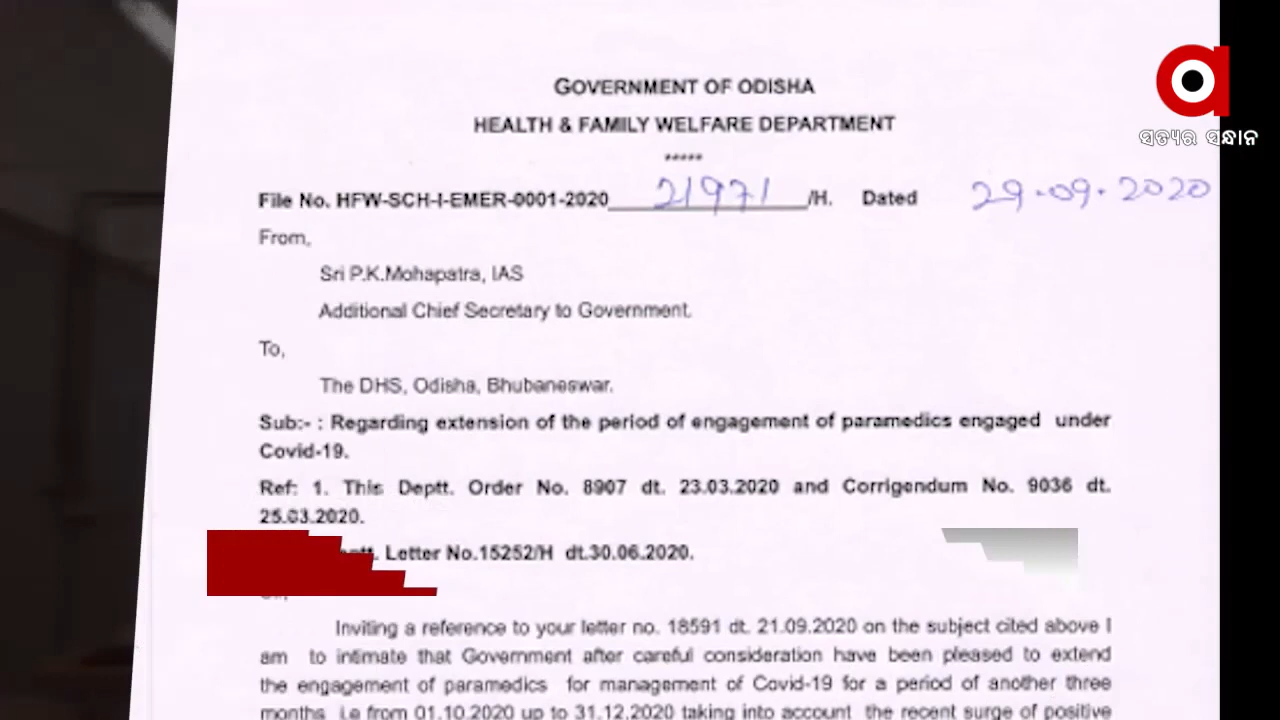 ସତ୍ୟର ସନ୍ଧାନ
GOVERNMENT OF ODISHA
HEALTH & FAMILY WELFARE DEPARTMENT
*****
File No. HFW-SCH-I-EMER-0001-2020 21971 /H. Dated 29.09.2020
From,
Sri P.K.Mohapatra, IAS
Additional Chief Secretary to Government.
To,
The DHS, Odisha, Bhubaneswar.
Sub:- : Regarding extension of the period of engagement of paramedics engaged under
Covid-19.
Ref: 1. This Deptt. Order No. 8907 dt. 23.03.2020 and Corrigendum No. 9036 dt.
25.03.2020.
Letter No.15252/H dt.30.06.2020.
Inviting a reference to your letter no. 18591 dt. 21.09.2020 on the subject cited above I
am to intimate that Government after careful consideration have been pleased to extend
the engagement of paramedics for management of Covid-19 for a period of another three
months i.e from 01.10.2020 up to 31.12.2020 taking into account the recent surge of positive